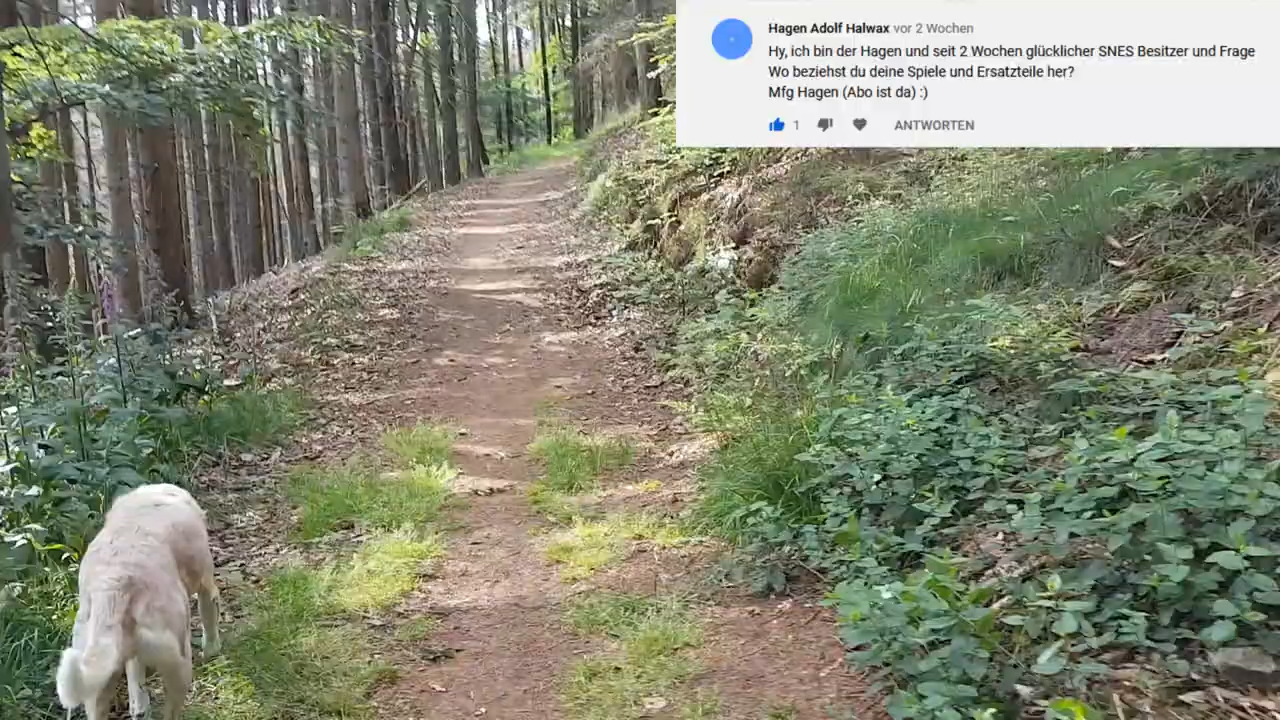 Hagen Adolf Halwax vor 2 Wochen
Hy, ich bin der Hagen und seit 2 Wochen glücklicher SNES Besitzer und Frage
Wo beziehst du deine Spiele und Ersatzteile her?
Mfg Hagen (Abo ist da) :)
1 ANTWORTEN